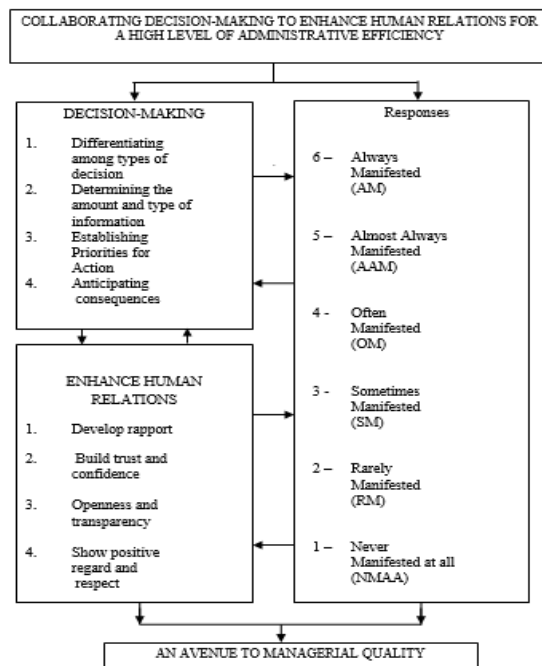 COLLABORATING DECISION-MAKING TO ENHANCE HUMAN RELATIONS FOR
A HIGH LEVEL OF ADMINISTRATIVE EFFICIENCY
DECISION-MAKING
1. Differentiating
among types of
decision
2. Determining the
amount and type of
information
3. Establishing
Priorities for
Action
4. Anticipating
consequences
ENHANCE HUMAN
RELATIONS
1. Develop rapport
2. Build trust and
confidence
3. Openness and
transparency
4. Show positive
regard and
respect
Responses
6 – Always
Manifested
(AM)
5 – Almost Always
Manifested
(AAM)
4 - Often
Manifested
(OM)
3 - Sometimes
Manifested
(SM)
2 – Rarely
Manifested
(RM)
1 – Never
Manifested at all
(NMAA)
AN AVENUE TO MANAGERIAL QUALITY